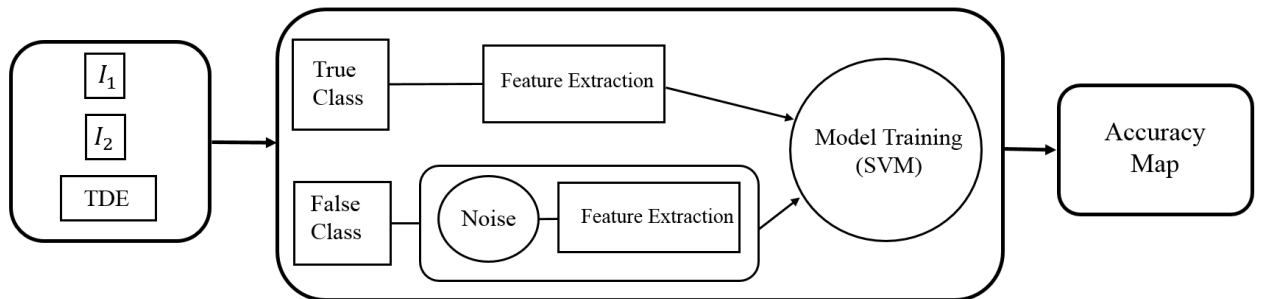 I₁
I₂
TDE
True
Class
Feature Extraction
False
Class
Noise
Feature Extraction
Model Training
(SVM)
Accuracy
Map